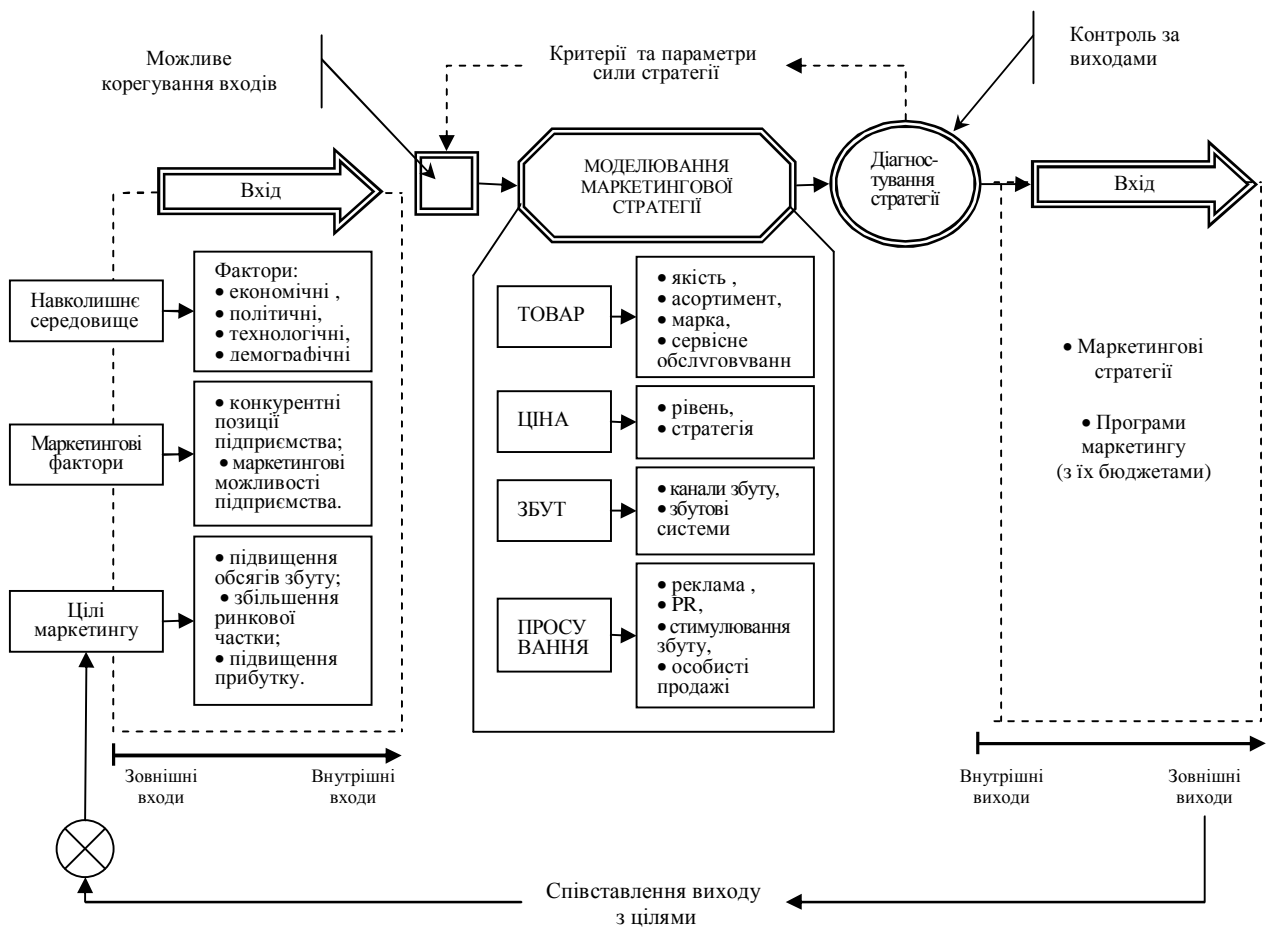 Можливе
корегування входів
Критерії та параметри
сили стратегії
Контроль за
виходами
Вхід
МОДЕЛЮВАННЯ
МАРКЕТИНГОВОЇ
СТРАТЕГІЇ
Діагнос-
тування
стратегії
Вхід
Навколишнє
середовище
Фактори:
• економічні ,
• політичні,
• технологічні,
• демографічні
Маркетингові
фактори
• конкурентні
позиції
підприємства;
• маркетингові
можливості
підприємства.
Цілі
маркетингу
• підвищення
обсягів збуту;
• збільшення
ринкової
частки;
• підвищення
прибутку.
ТОВАР
• якість ,
• асортимент,
• марка,
• сервісне
обслуговуванн
ЦІНА
• рівень,
• стратегія
ЗБУТ
• канали збуту,
• збутові
системи
ПРОСУ
ВАННЯ
• реклама ,
• PR,
• стимулювання
збуту,
• особисті
продажі
• Маркетингові
стратегії
• Програми
маркетингу
(з їх бюджетами)
Зовнішні
входи
Внутрішні
входи
Внутрішні
виходи
Зовнішні
виходи
Співставлення виходу
з цілями